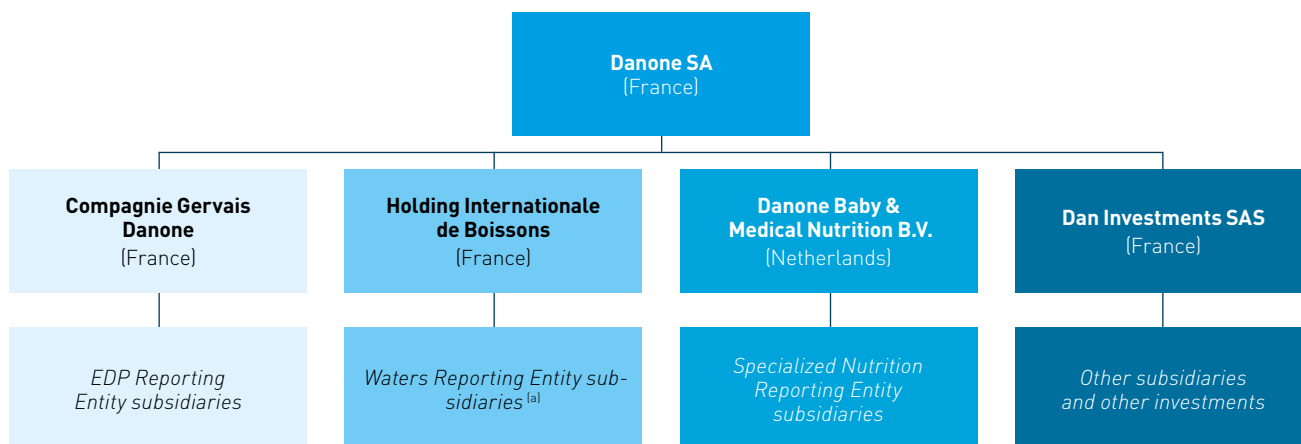 Danone SA
(France)
Compagnie Gervais
Danone
(France)
Holding Internationale
de Boissons
(France)
Danone Baby &
Medical Nutrition B.V.
(Netherlands)
Dan Investments SAS
(France)
EDP Reporting
Entity subsidiaries
Waters Reporting Entity sub-
sidiaries (a)
Specialized Nutrition
Reporting Entity
subsidiaries
Other subsidiaries
and other investments